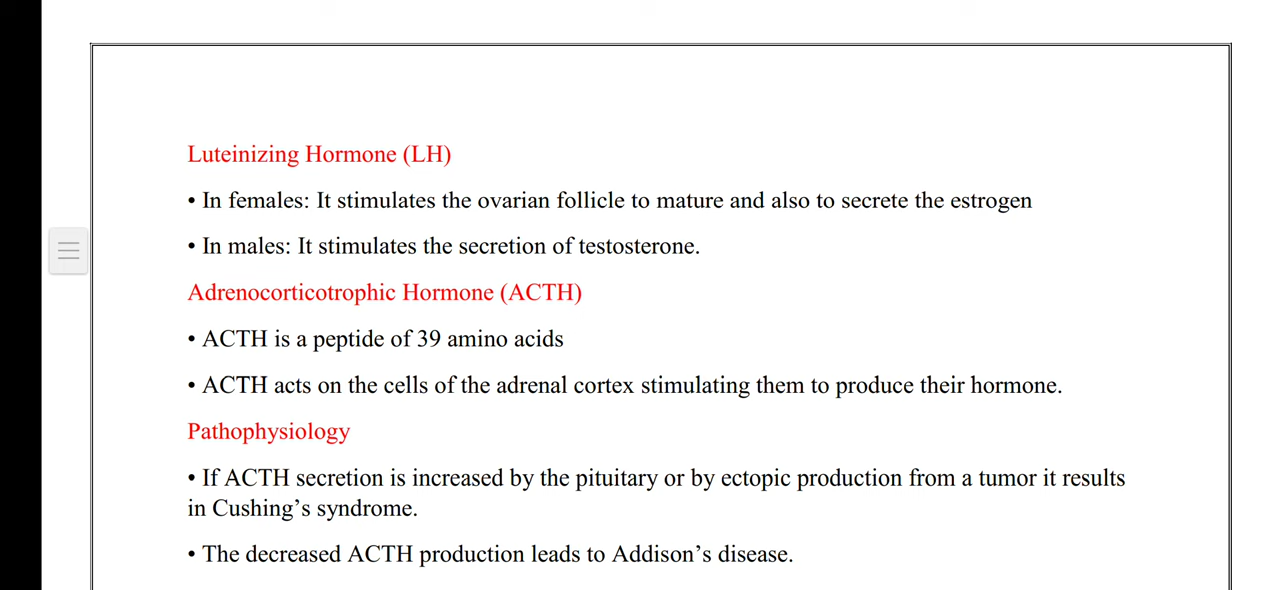 Luteinizing Hormone (LH)
• In females: It stimulates the ovarian follicle to mature and also to secrete the estrogen
• In males: It stimulates the secretion of testosterone.
Adrenocorticotrophic Hormone (ACTH)
• ACTH is a peptide of 39 amino acids
• ACTH acts on the cells of the adrenal cortex stimulating them to produce their hormone.
Pathophysiology
• If ACTH secretion is increased by the pituitary or by ectopic production from a tumor it results
in Cushing’s syndrome.
• The decreased ACTH production leads to Addison’s disease.